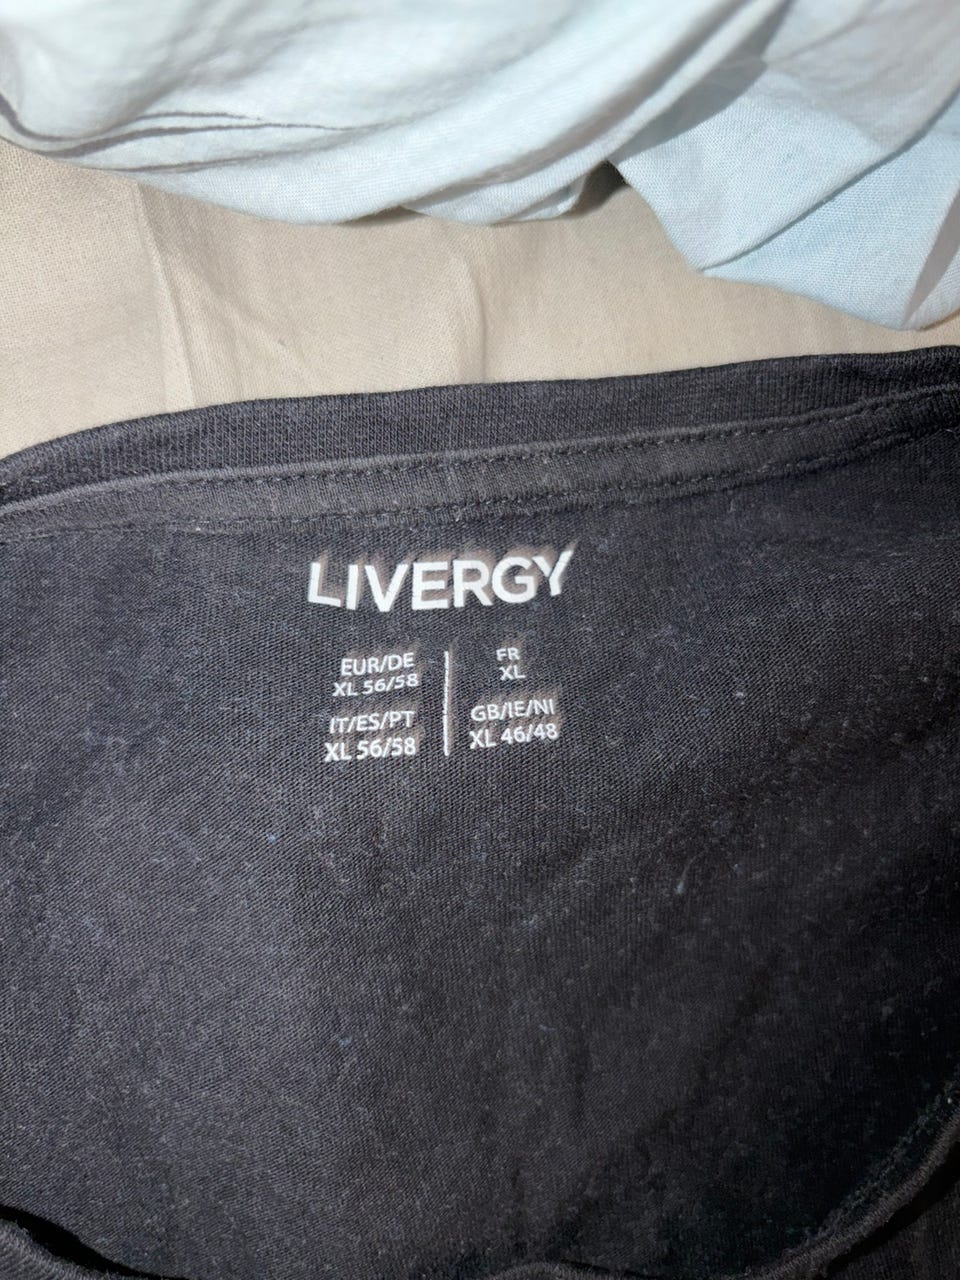 LIVERGY
EUR/DE
XL 56/58
IT/ES/PT
XL 56/58
FR
XL
GB/IE/NI
XL 46/48